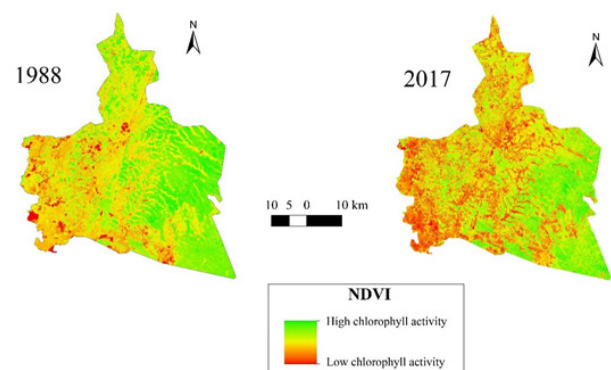 N
N
1988
2017
10 5 0 10 km
NDVI
High chlorophyll activity
Low chlorophyll activity